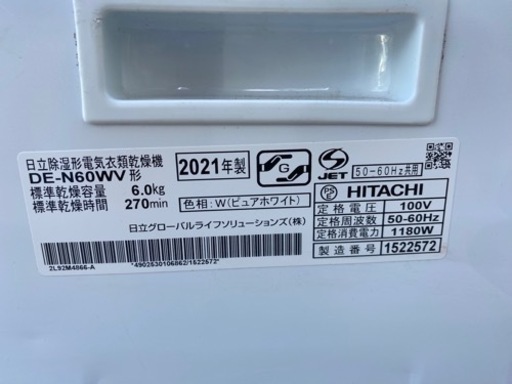 日立除湿形電気衣類乾燥機
DE-N60WV形
標準乾燥容量 6.0kg
標準乾燥時間 270min
2021年製
色相：W（ピュアホワイト）
日立グローバルライフソリューションズ（株）
2L92M4866-A
*4902530106862/1522572*
G
S
JET
50-60Hz共用
PS
E
HITACHI
定格電圧 100V
定格周波数 50-60Hz
定格消費電力 1180W
製造番号 1522572